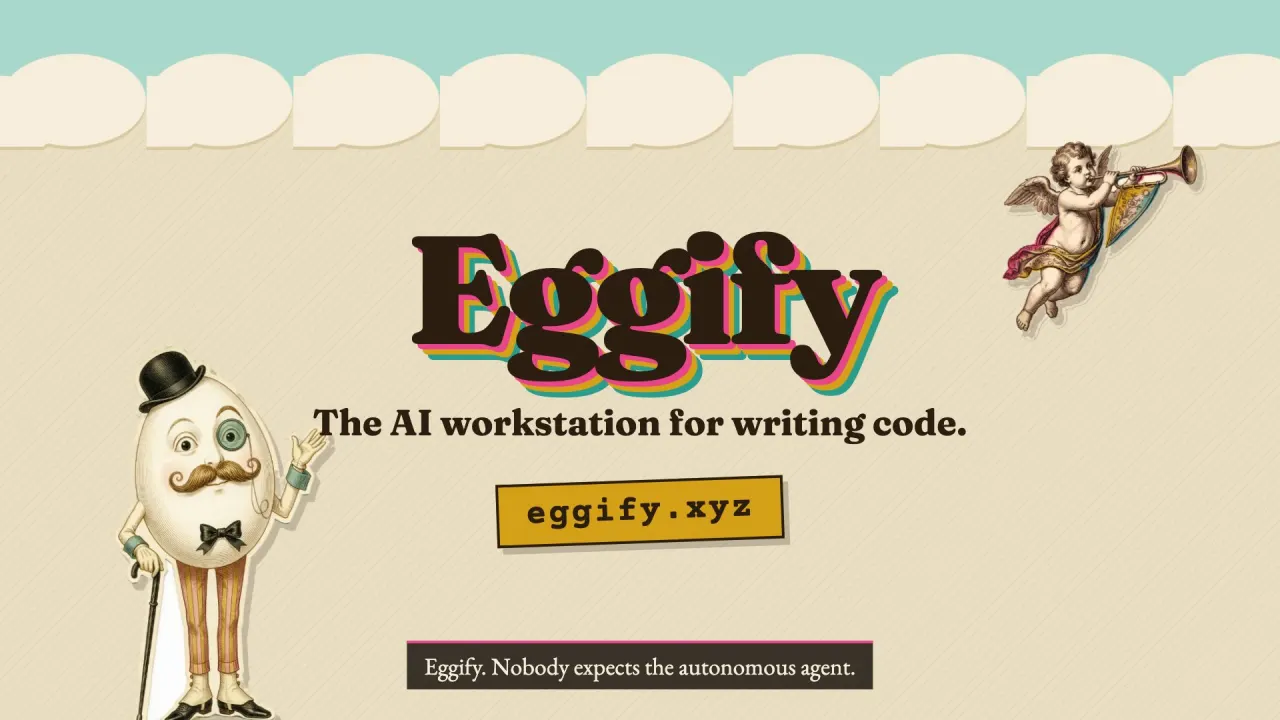 Eggify
The AI workstation for writing code.
eggify.xyz
Eggify. Nobody expects the autonomous agent.